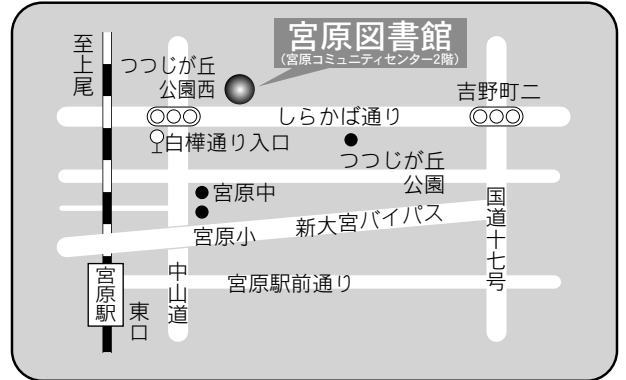 宮原図書館
（宮原コミュニティセンター2階）
至上尾
つつじが丘
公園西
吉野町二
しらかば通り
白樺通り入口
つつじが丘
公園
宮原中
宮原小
新大宮バイパス
国道十七号
宮原駅
東口
中山道
宮原駅前通り